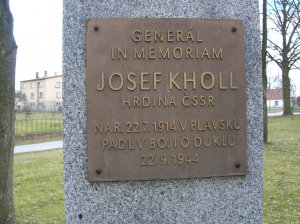 GENERÁL
IN MEMORIAM
JOSEF KHOLL
HRDINA ČSSR
NAR. 22.7.1914 V PLAVSKU
PADL V BOJI O DUKLU
22.9.1944